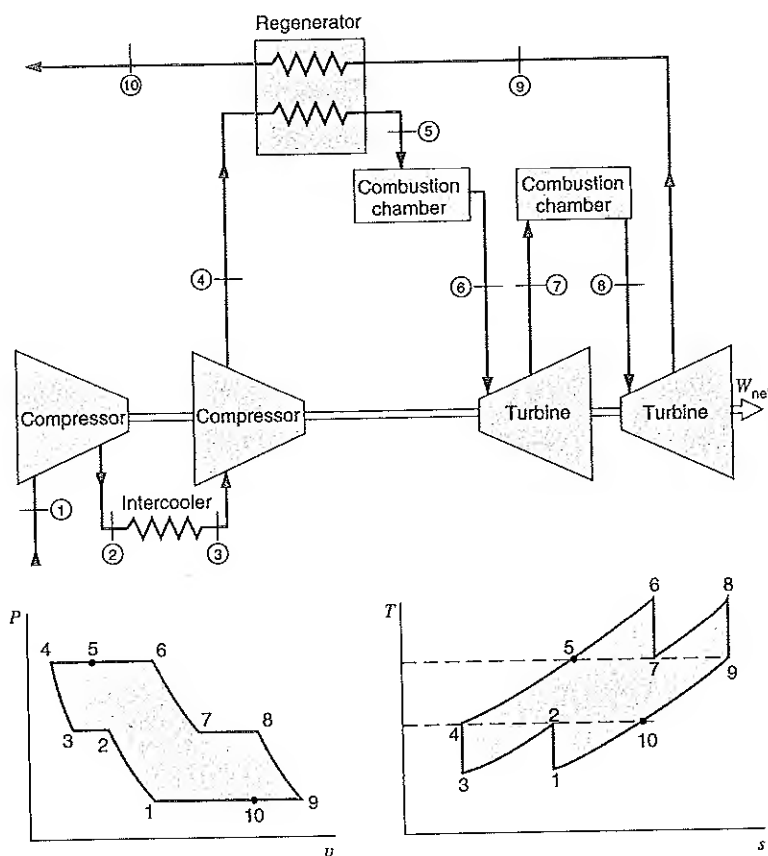 Regenerator
10
9
5
Combustion
chamber
Combustion
chamber
4
6
7
8
Compressor
Compressor
Turbine
Turbine
W_net
1
Intercooler
2
3
P
4
5
6
3
2
7
8
1
10
9
υ
T
6
8
5
7
9
4
2
10
3
1
s